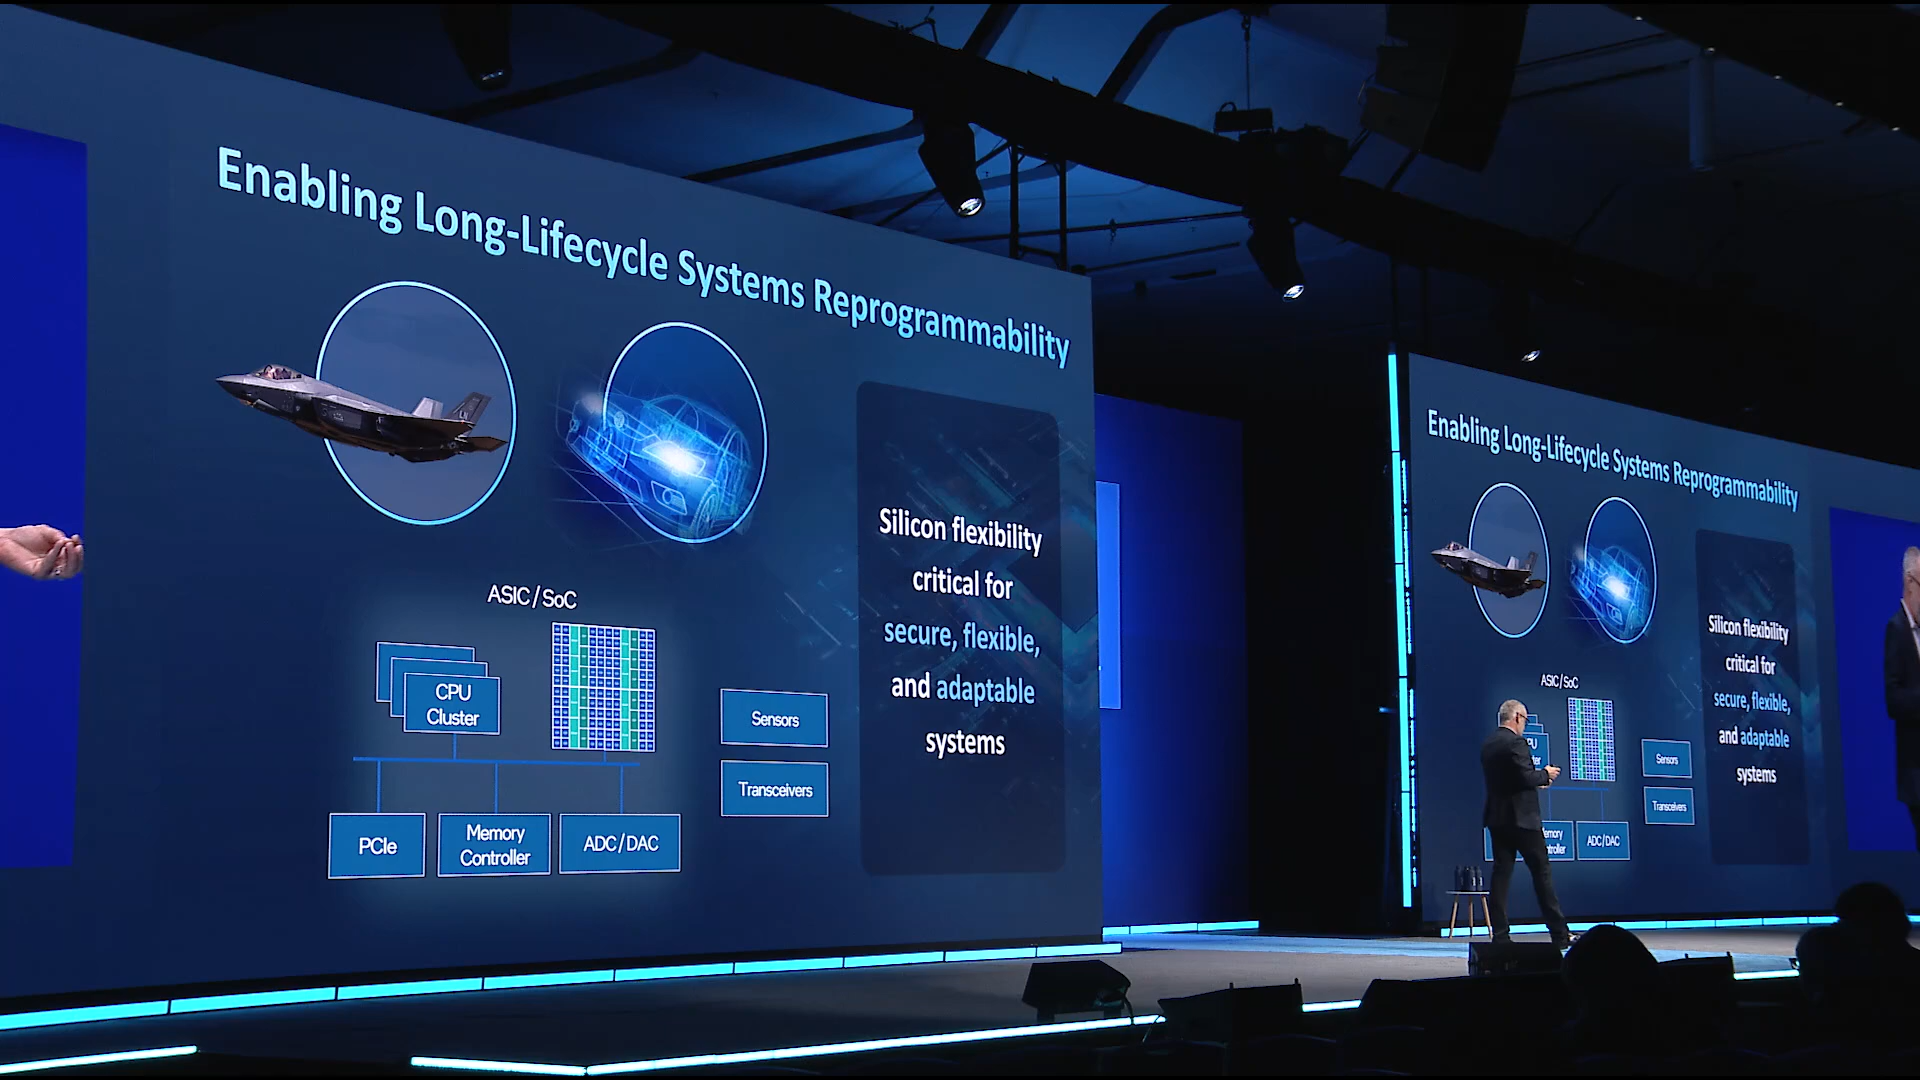 Enabling Long-Lifecycle Systems Reprogrammability
ASIC / SoC
CPU
Cluster
PCIe
Memory
Controller
ADC / DAC
Sensors
Transceivers
Silicon flexibility
critical for
secure, flexible,
and adaptable
systems
Enabling Long-Lifecycle Systems Reprogrammability
ASIC / SoC
ADC / DAC
Sensors
Transceivers
Silicon flexibility
critical for
secure, flexible,
and adaptable
systems